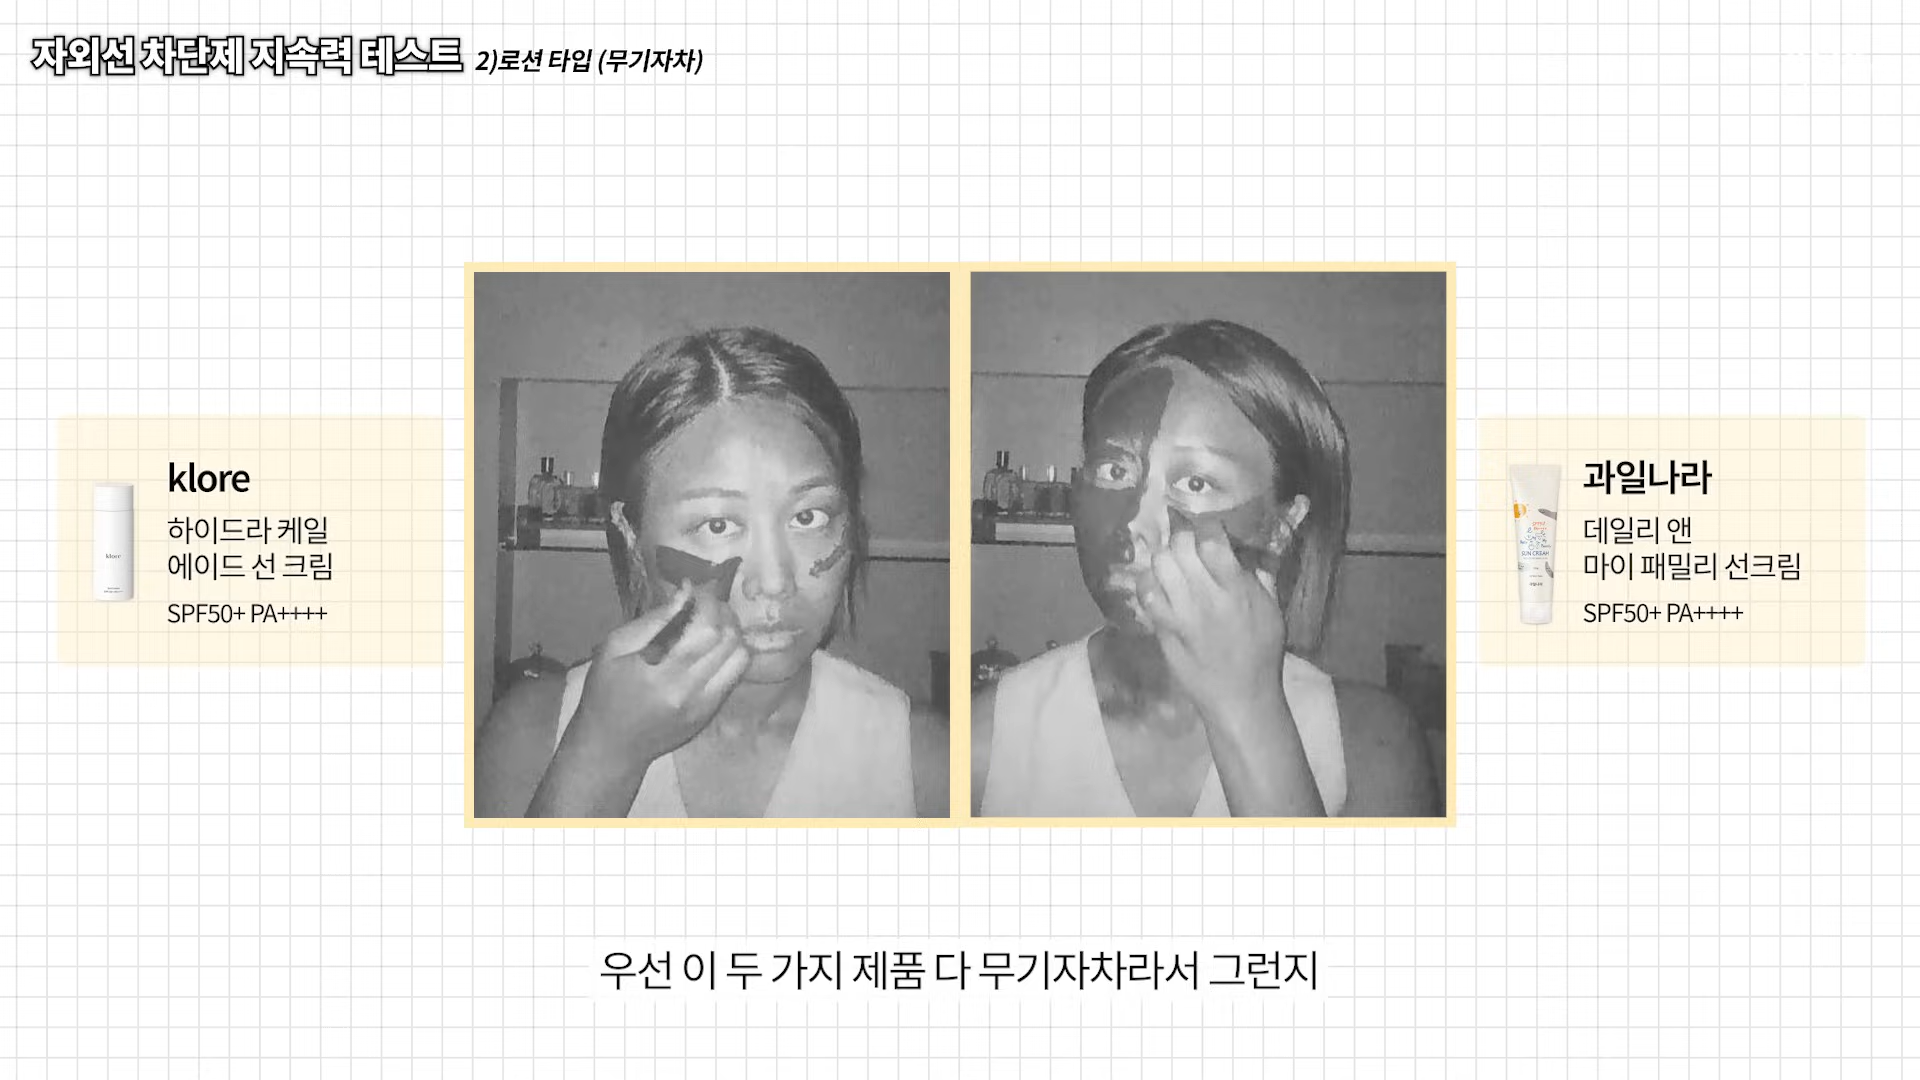 자외선 차단제 지속력 테스트 2)로션 타입 (무기자차)
klore
하이드라 케일
에이드 선 크림
SPF50+ PA++++
klore
과일나라
데일리 앤
마이 패밀리 선크림
SPF50+ PA++++
SUN CREAM
우선 이 두 가지 제품 다 무기자차라서 그런지